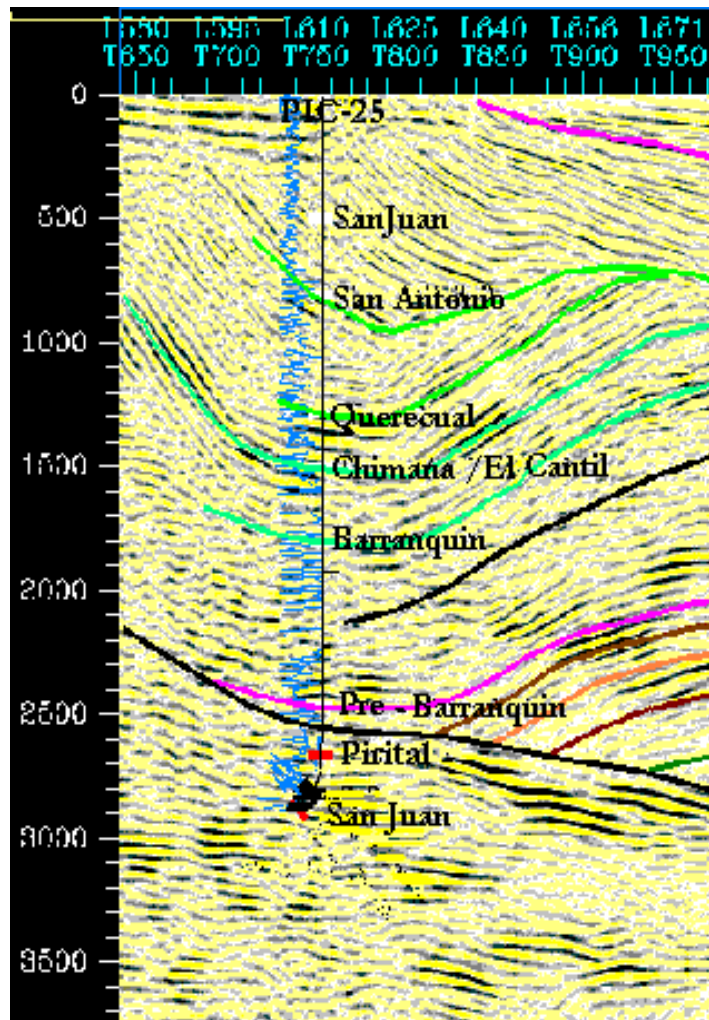 L580 L595 L610 L625 L640 L656 L671
T650 T700 T750 T800 T850 T900 T950
0
PIC-25
500
SanJuan
San Antonio
1000
Querecual
1500
Chimana /El Cantil
Barranquin
2000
2500
Pre - Barranquin
Pirital
San Juan
3000
3500